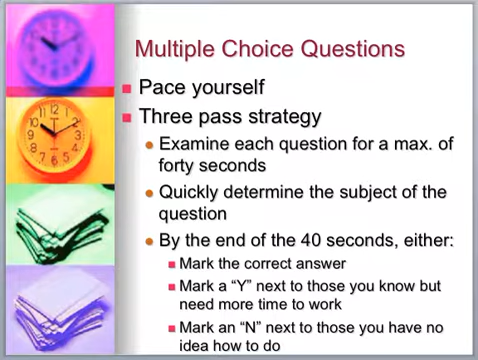 Multiple Choice Questions
Pace yourself
Three pass strategy
Examine each question for a max. of
forty seconds
Quickly determine the subject of the
question
By the end of the 40 seconds, either:
Mark the correct answer
Mark a “Y” next to those you know but
need more time to work
Mark an “N” next to those you have no
idea how to do